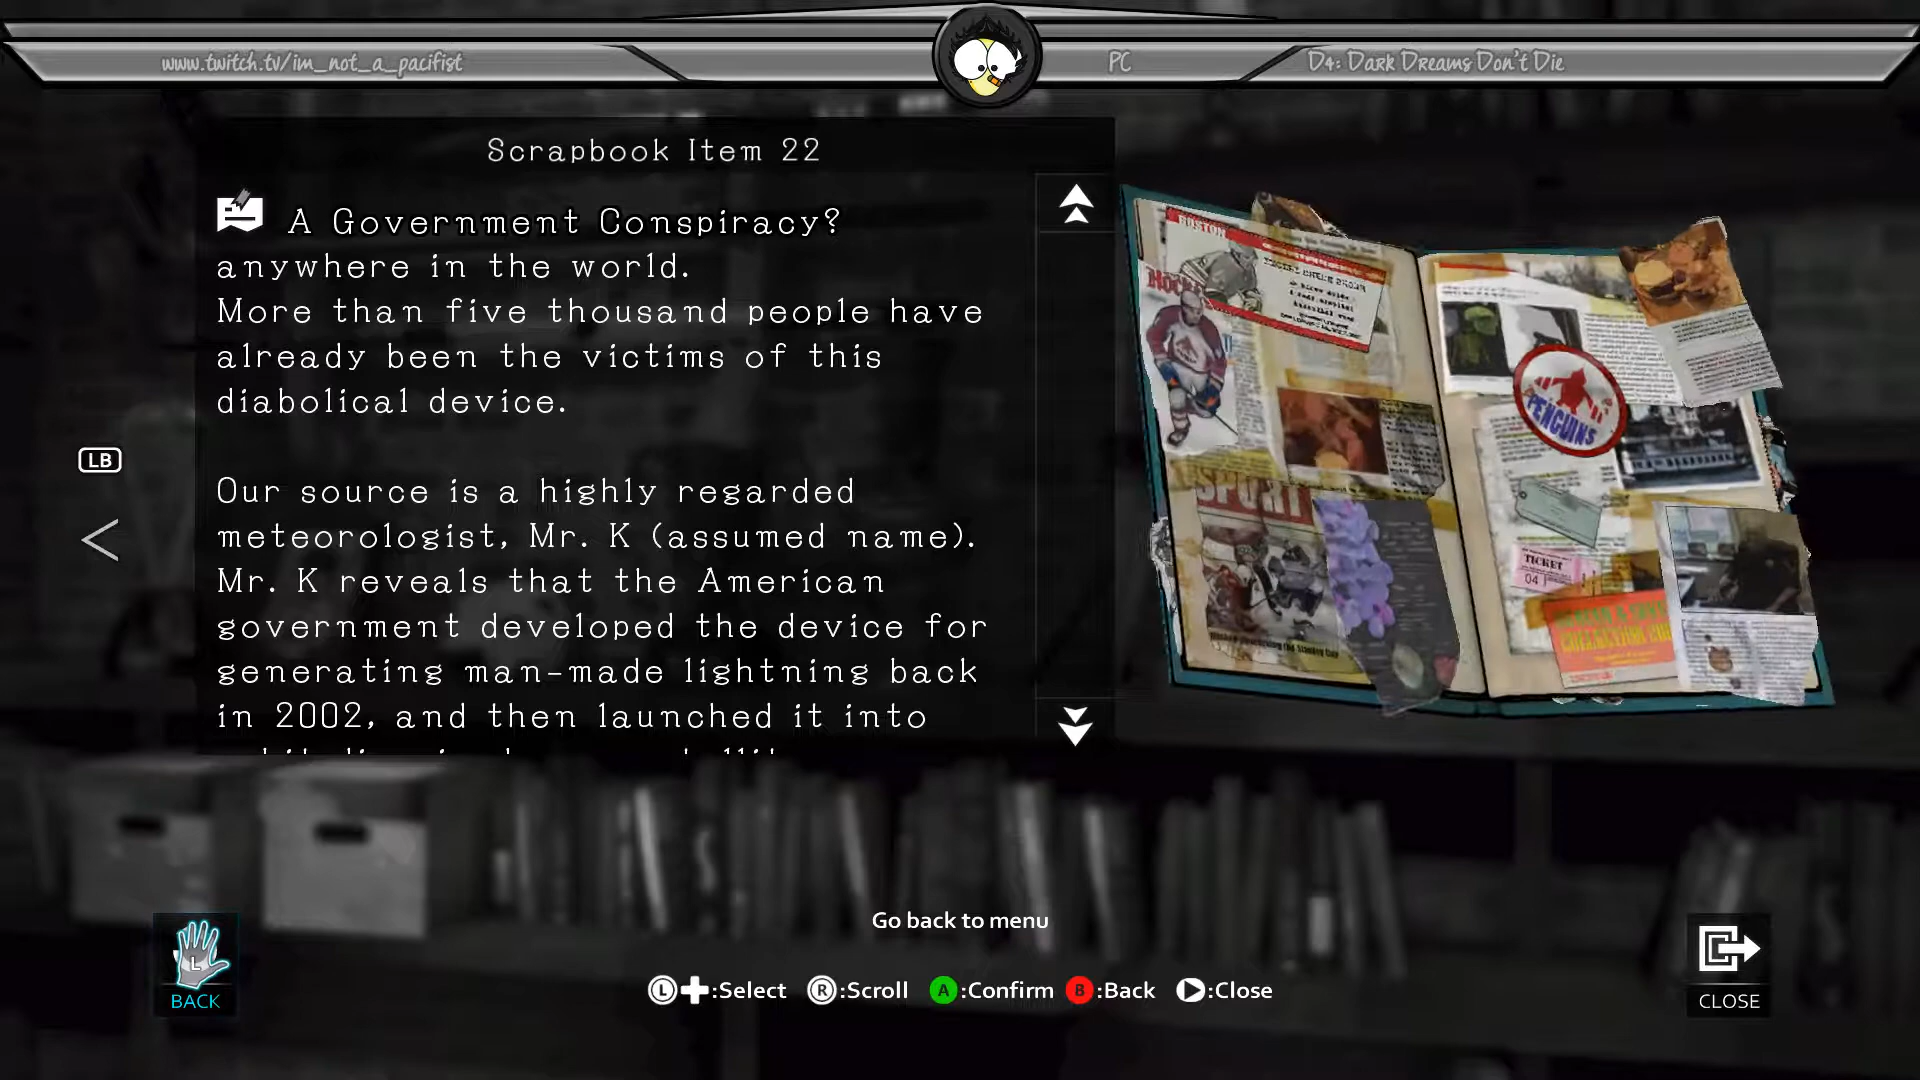 www.twitch.tv/im_not_a_pacifist
PC
D4: Dark Dreams Don't Die
Scrapbook Item 22
A Government Conspiracy?
anywhere in the world.
More than five thousand people have
already been the victims of this
diabolical device.
Our source is a highly regarded
meteorologist, Mr. K (assumed name).
Mr. K reveals that the American
government developed the device for
generating man-made lightning back
in 2002, and then launched it into
LB
BOSTON
HOCKEY
SPORT
PENGUINS
TICKET
04
Go back to menu
L
BACK
L :Select R :Scroll A :Confirm B :Back :Close
CLOSE